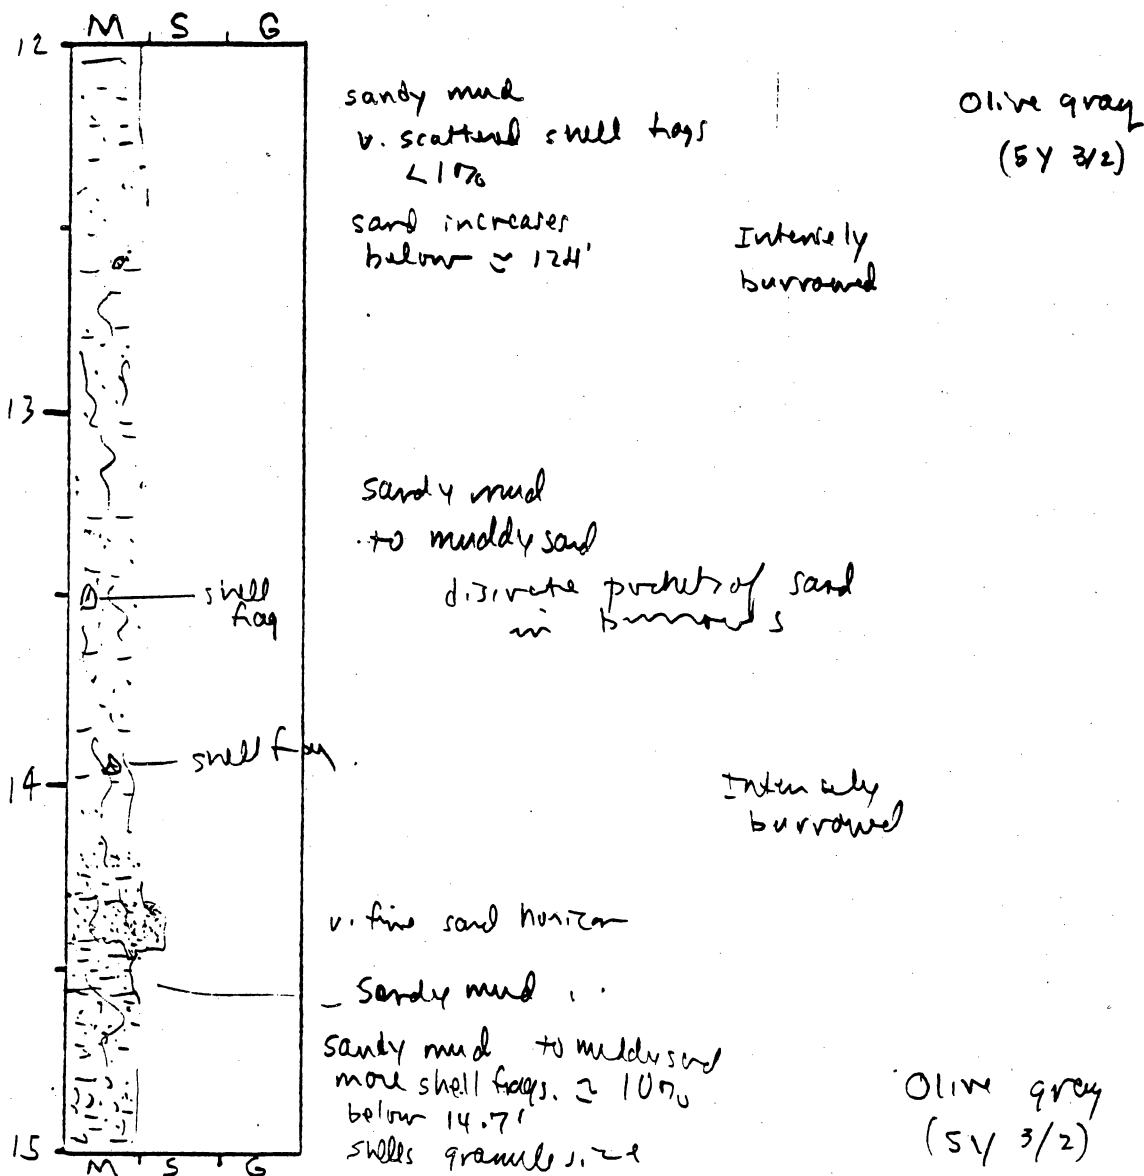 M S G
12
sandy mud
v. scattered shell frags
<1%
Olive gray
(5Y 3/2)
sand increases
below ≈ 12.4'
Intensely
burrowed
13
sandy mud
to muddy sand
discrete pockets of sand
in burrows
shell
frag
shell frag
14
Intensely
burrowed
v. fine sand horizon
Sandy mud
sandy mud to muddy sand
more shell frags. ≈ 10%
below 14.7'
shells granule size
Olive gray
(5Y 3/2)
15
M S G